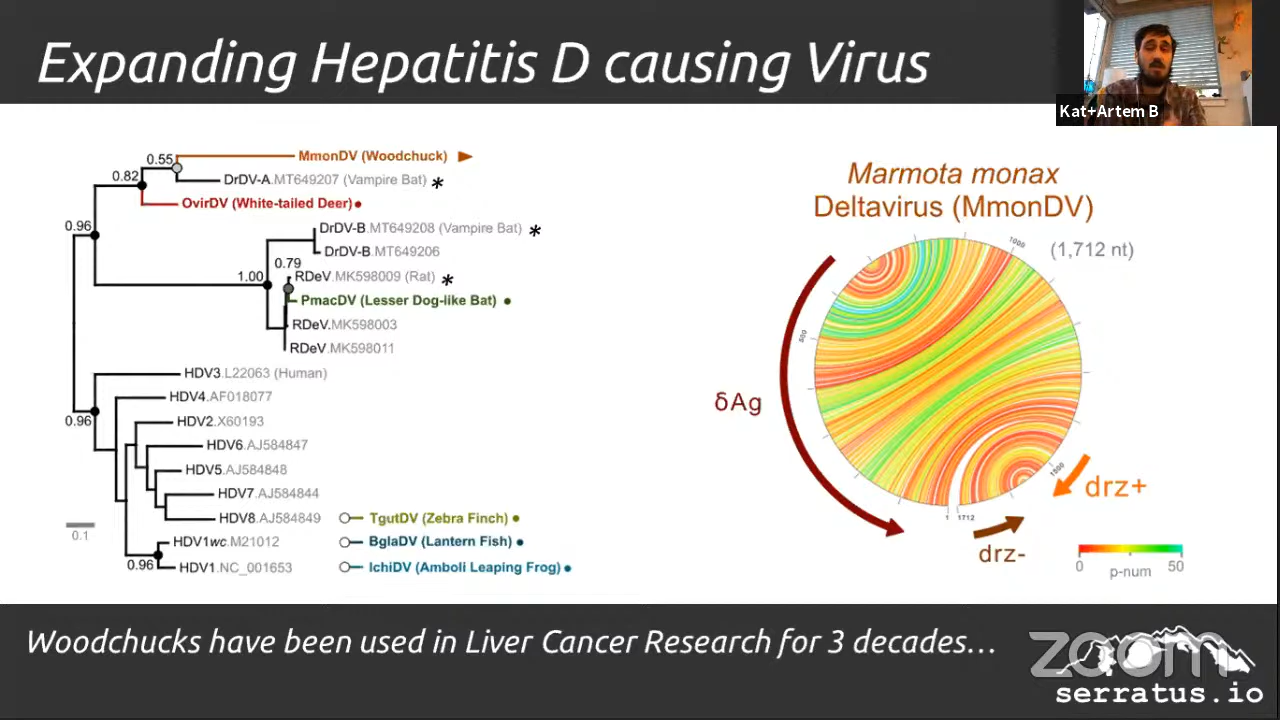 Expanding Hepatitis D causing Virus
Kat+Artem B
0.55
MmonDV (Woodchuck)
0.82
DrDV-A.MT649207 (Vampire Bat) *
OvirDV (White-tailed Deer)
0.96
DrDV-B.MT649208 (Vampire Bat) *
DrDV-B.MT649206
0.79
1.00
RDeV.MK598009 (Rat) *
PmacDV (Lesser Dog-like Bat)
RDeV.MK598003
RDeV.MK598011
HDV3.L22063 (Human)
HDV4.AF018077
0.96
HDV2.X60193
HDV6.AJ584847
HDV5.AJ584848
HDV7.AJ584844
HDV8.AJ584849
TgutDV (Zebra Finch)
0.1
HDV1wc.M21012
BglaDV (Lantern Fish)
0.96
HDV1.NC_001653
IchiDV (Amboli Leaping Frog)
Marmota monax
Deltavirus (MmonDV)
(1,712 nt)
1000
500
δAg
1500
drz+
1
1712
drz-
0
50
p-num
Woodchucks have been used in Liver Cancer Research for 3 decades…
zoom
serratus.io